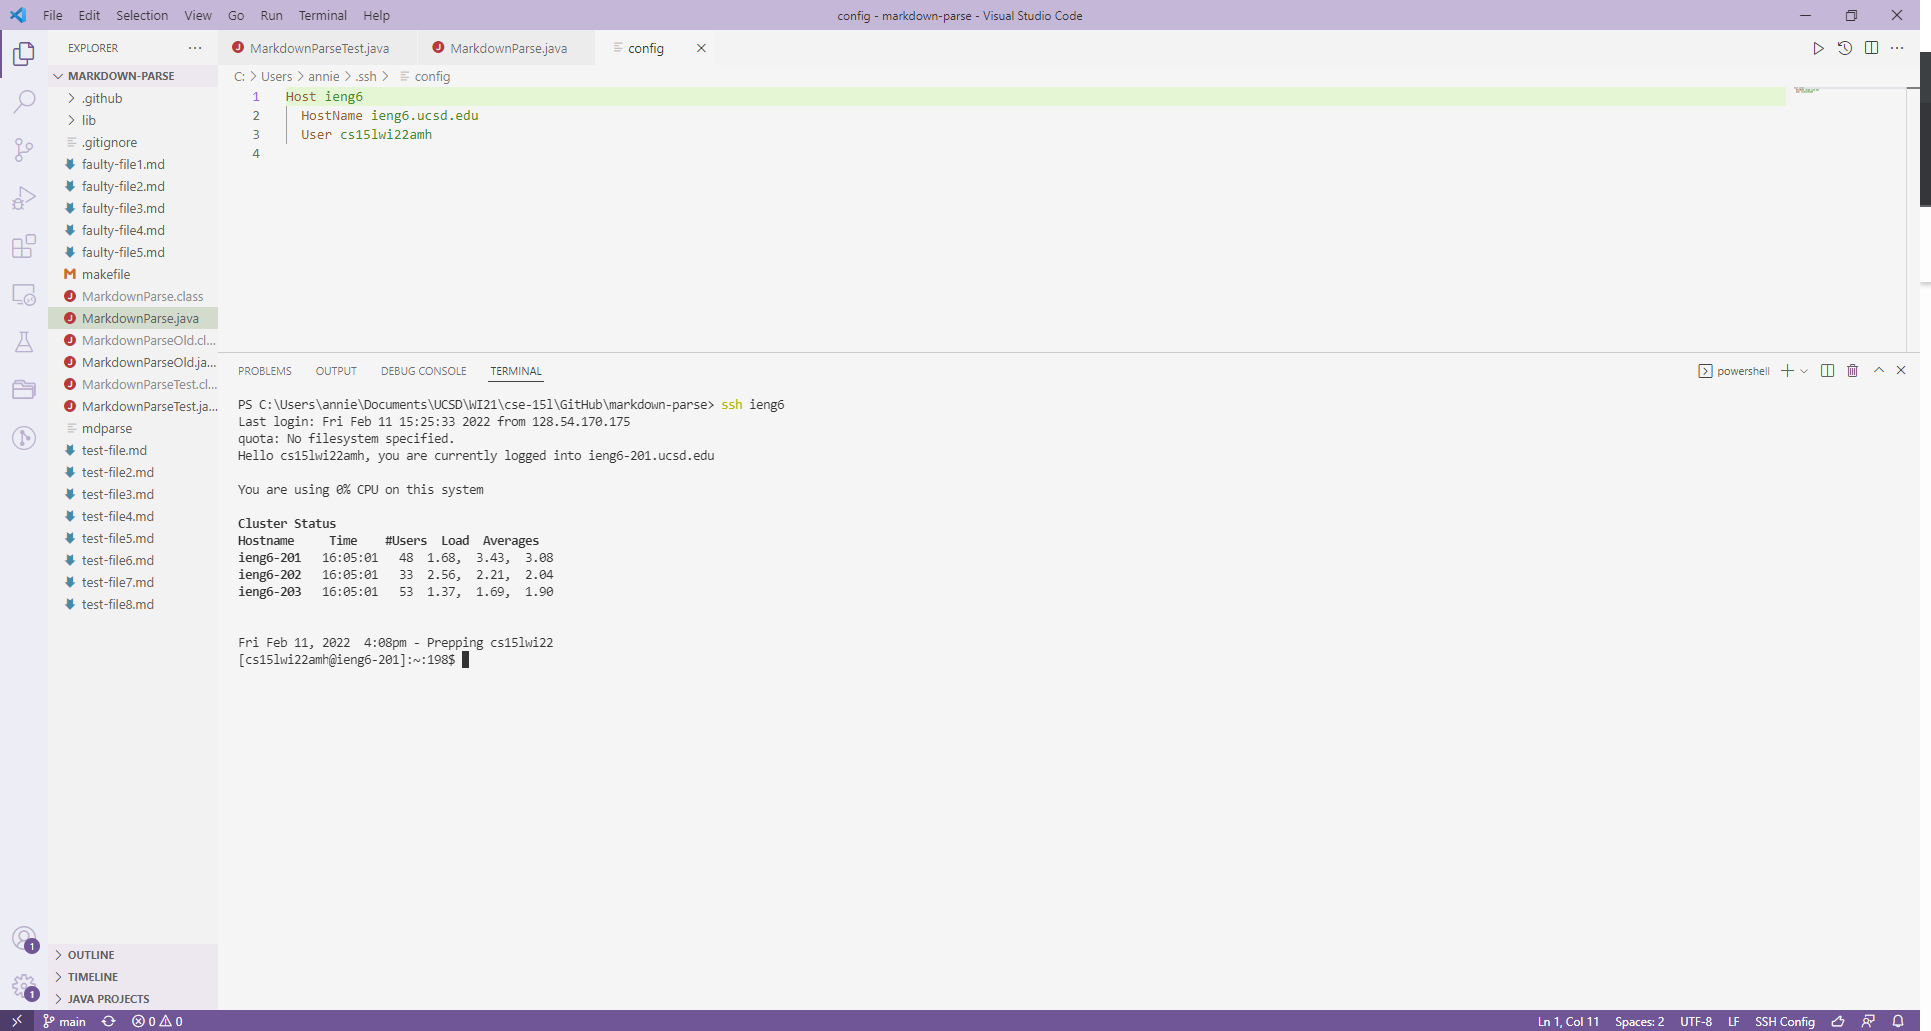 File Edit Selection View Go Run Terminal Help
config - markdown-parse - Visual Studio Code
EXPLORER
MARKDOWN-PARSE
.github
lib
.gitignore
faulty-file1.md
faulty-file2.md
faulty-file3.md
faulty-file4.md
faulty-file5.md
M makefile
J MarkdownParse.class
J MarkdownParse.java
J MarkdownParseOld.cl...
J MarkdownParseOld.ja...
J MarkdownParseTest.cl...
J MarkdownParseTest.ja...
mdparse
test-file.md
test-file2.md
test-file3.md
test-file4.md
test-file5.md
test-file6.md
test-file7.md
test-file8.md
OUTLINE
TIMELINE
JAVA PROJECTS
1
1
J MarkdownParseTest.java J MarkdownParse.java config
C: > Users > annie > .ssh > config
1 Host ieng6
2 HostName ieng6.ucsd.edu
3 User cs15lwi22amh
4
PROBLEMS OUTPUT DEBUG CONSOLE TERMINAL
powershell
PS C:\Users\annie\Documents\UCSD\WI21\cse-15l\GitHub\markdown-parse> ssh ieng6
Last login: Fri Feb 11 15:25:33 2022 from 128.54.170.175
quota: No filesystem specified.
Hello cs15lwi22amh, you are currently logged into ieng6-201.ucsd.edu
You are using 0% CPU on this system
Cluster Status
Hostname Time #Users Load Averages
ieng6-201 16:05:01 48 1.68, 3.43, 3.08
ieng6-202 16:05:01 33 2.56, 2.21, 2.04
ieng6-203 16:05:01 53 1.37, 1.69, 1.90
Fri Feb 11, 2022 4:08pm - Prepping cs15lwi22
[cs15lwi22amh@ieng6-201]:~:198$
main 0 0
Ln 1, Col 11 Spaces: 2 UTF-8 LF SSH Config